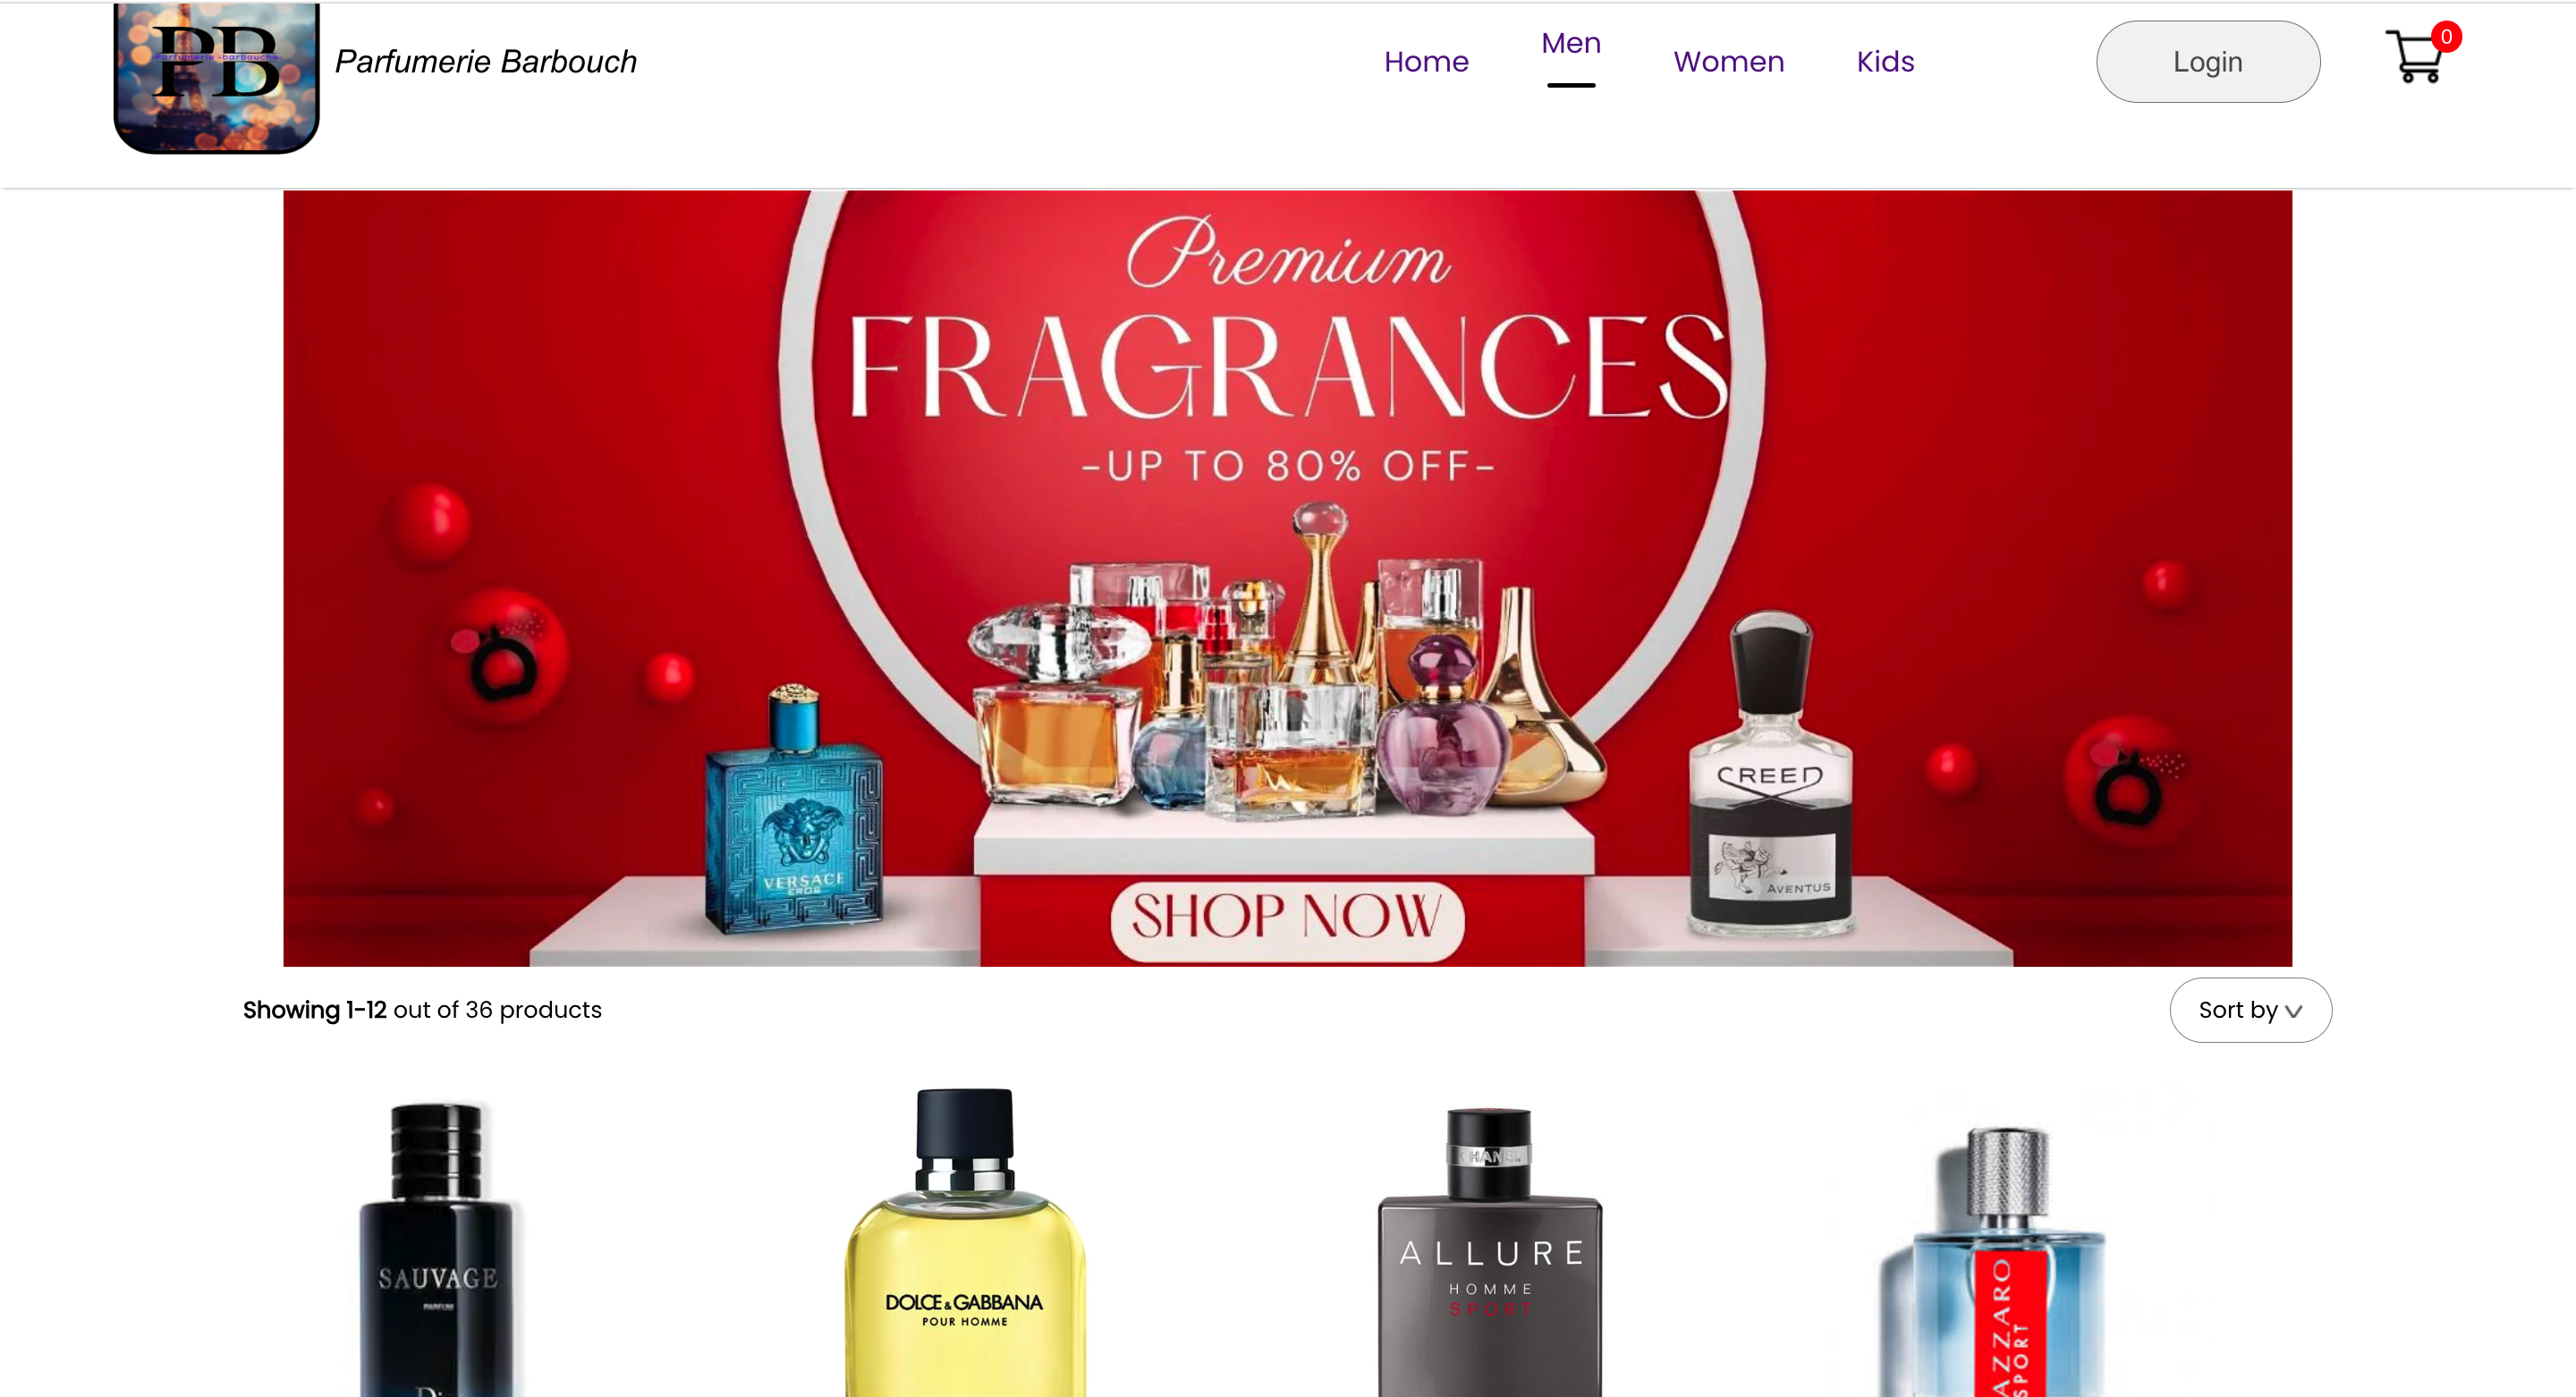 PB
Parfumerie -barbouche-
Parfumerie Barbouch
Home
Men
Women
Kids
Login
0
Premium
FRAGRANCES
-UP TO 80% OFF-
VERSACE
EROS
CREED
AVENTUS
SHOP NOW
Showing 1-12 out of 36 products
Sort by
SAUVAGE
PARFUM
DOLCE & GABBANA
POUR HOMME
HANEL
ALLURE
HOMME
SPORT
AZZARO
SPORT